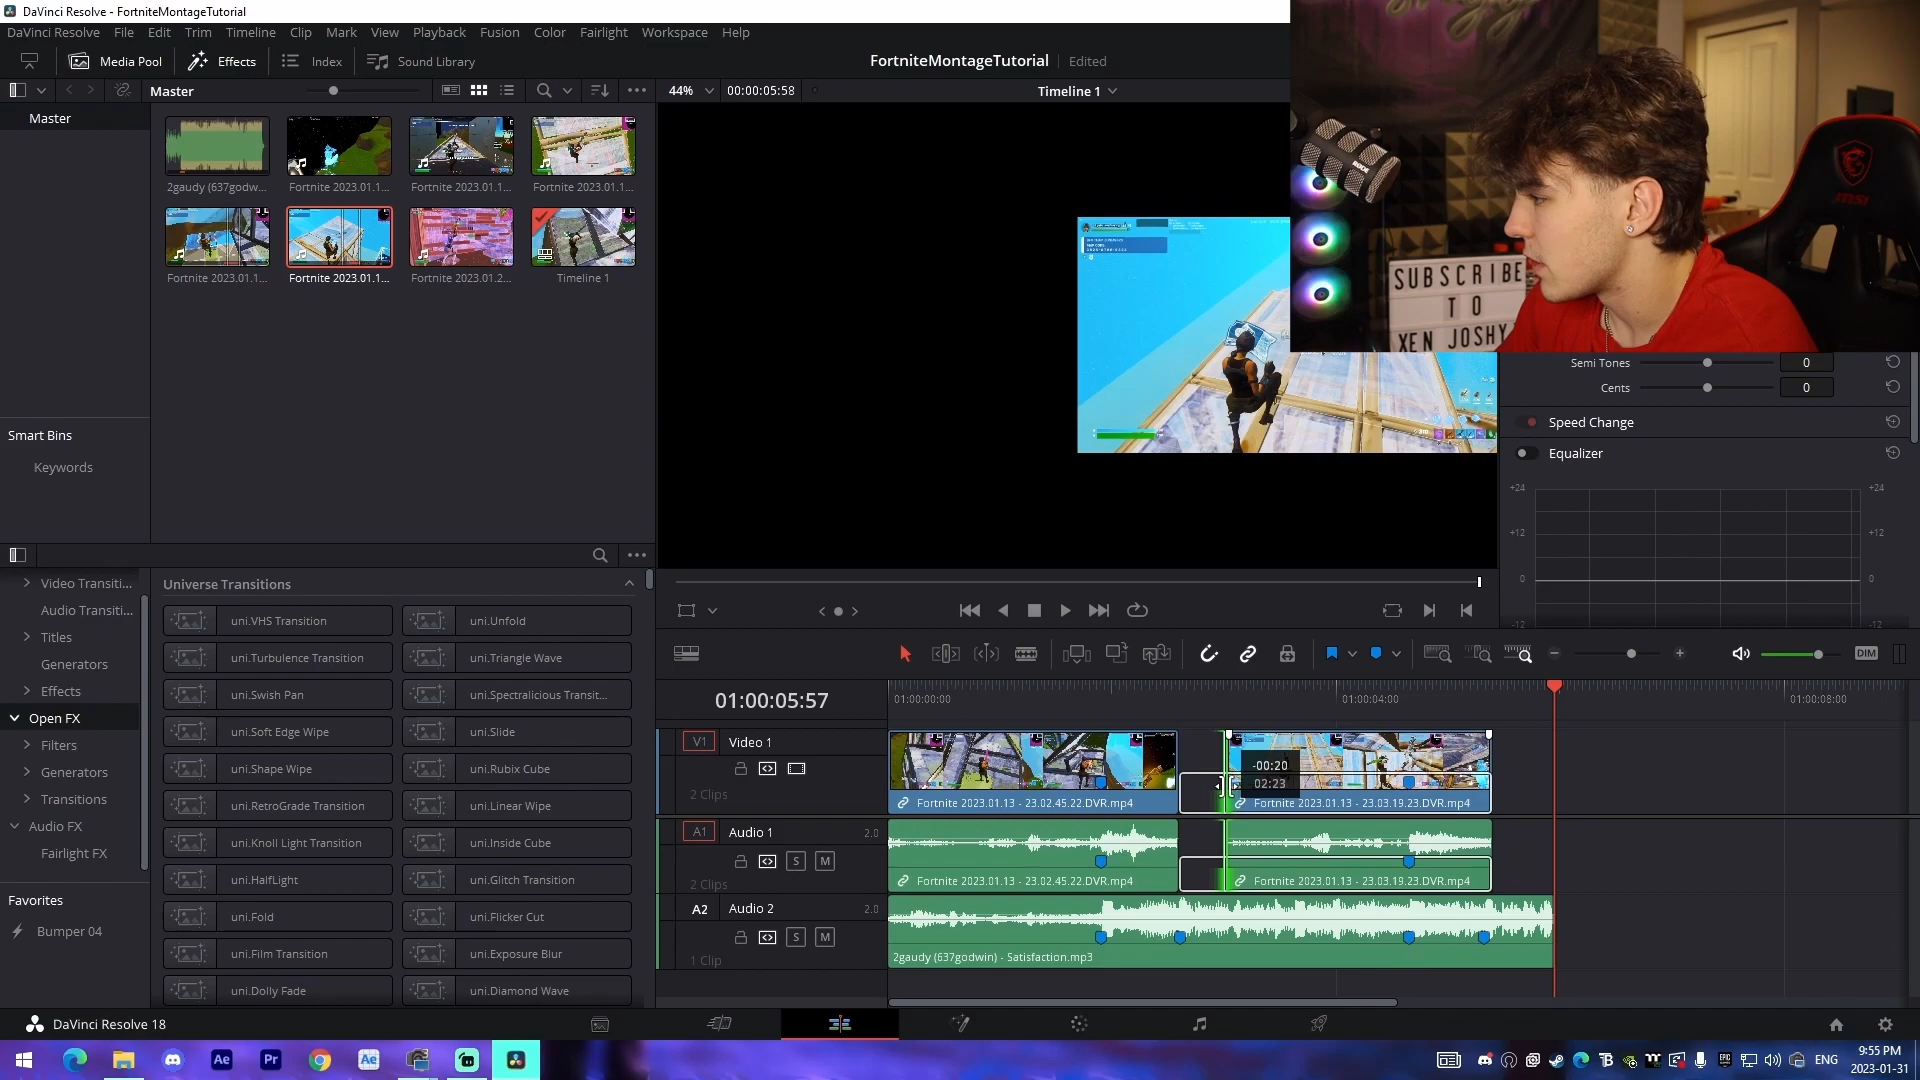 DaVinci Resolve - FortniteMontageTutorial
DaVinci Resolve File Edit Trim Timeline Clip Mark View Playback Fusion Color Fairlight Workspace Help
Media Pool Effects Index Sound Library
FortniteMontageTutorial Edited
Master
44% 00:00:05:58 Timeline 1
Master
2gaudy (637godw... Fortnite 2023.01.1... Fortnite 2023.01.1... Fortnite 2023.01.1...
Fortnite 2023.01.1... Fortnite 2023.01.1... Fortnite 2023.01.2... Timeline 1
SUBSCRIBE
TO
XEN JOSHY
Smart Bins
Keywords
Semi Tones 0
Cents 0
Speed Change
Equalizer
+24 +24
+12 +12
0 0
-12 -12
Video Transiti...
Audio Transiti...
Titles
Generators
Effects
Open FX
Filters
Generators
Transitions
Audio FX
Fairlight FX
Favorites
Bumper 04
Universe Transitions
uni.VHS Transition uni.Unfold
uni.Turbulence Transition uni.Triangle Wave
uni.Swish Pan uni.Spectralicious Transit...
uni.Soft Edge Wipe uni.Slide
uni.Shape Wipe uni.Rubix Cube
uni.RetroGrade Transition uni.Linear Wipe
uni.Knoll Light Transition uni.Inside Cube
uni.HalfLight uni.Glitch Transition
uni.Fold uni.Flicker Cut
uni.Film Transition uni.Exposure Blur
uni.Dolly Fade uni.Diamond Wave
DIM
01:00:05:57
01:00:00:00 01:00:04:00 01:00:08:00
V1 Video 1
2 Clips
-00:20
02:23
Fortnite 2023.01.13 - 23.02.45.22.DVR.mp4 Fortnite 2023.01.13 - 23.03.19.23.DVR.mp4
A1 Audio 1 2.0
S M
2 Clips
Fortnite 2023.01.13 - 23.02.45.22.DVR.mp4 Fortnite 2023.01.13 - 23.03.19.23.DVR.mp4
A2 Audio 2 2.0
S M
1 Clip
2gaudy (637godwin) - Satisfaction.mp3
DaVinci Resolve 18
Ae Pr Ae
ENG
9:55 PM
2023-01-31